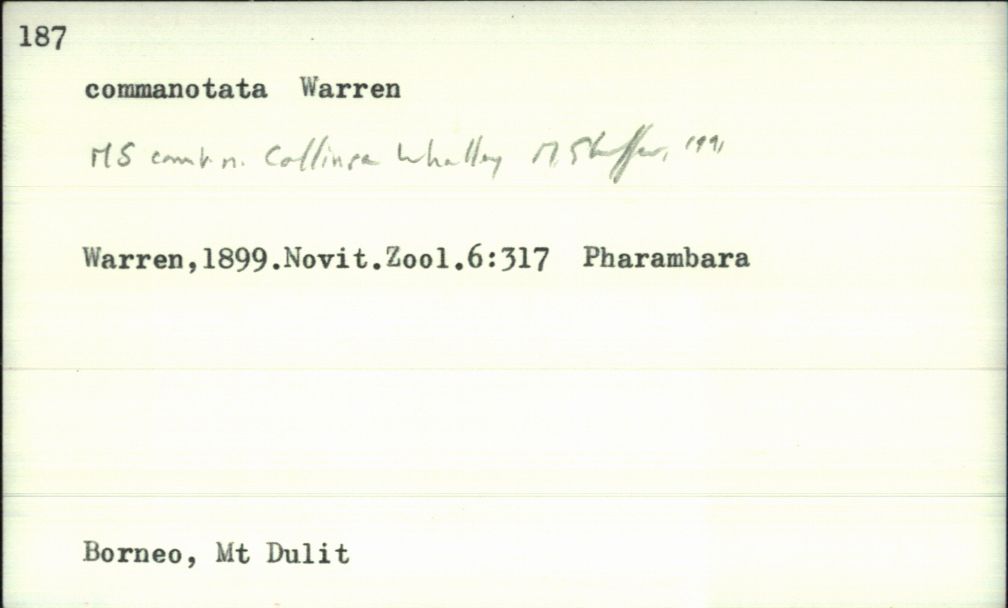 187
commanotata Warren
MS comb n. Collinsa Whalley M. Shaffer, 1991
Warren,1899.Novit.Zool.6:317 Pharambara
Borneo, Mt Dulit